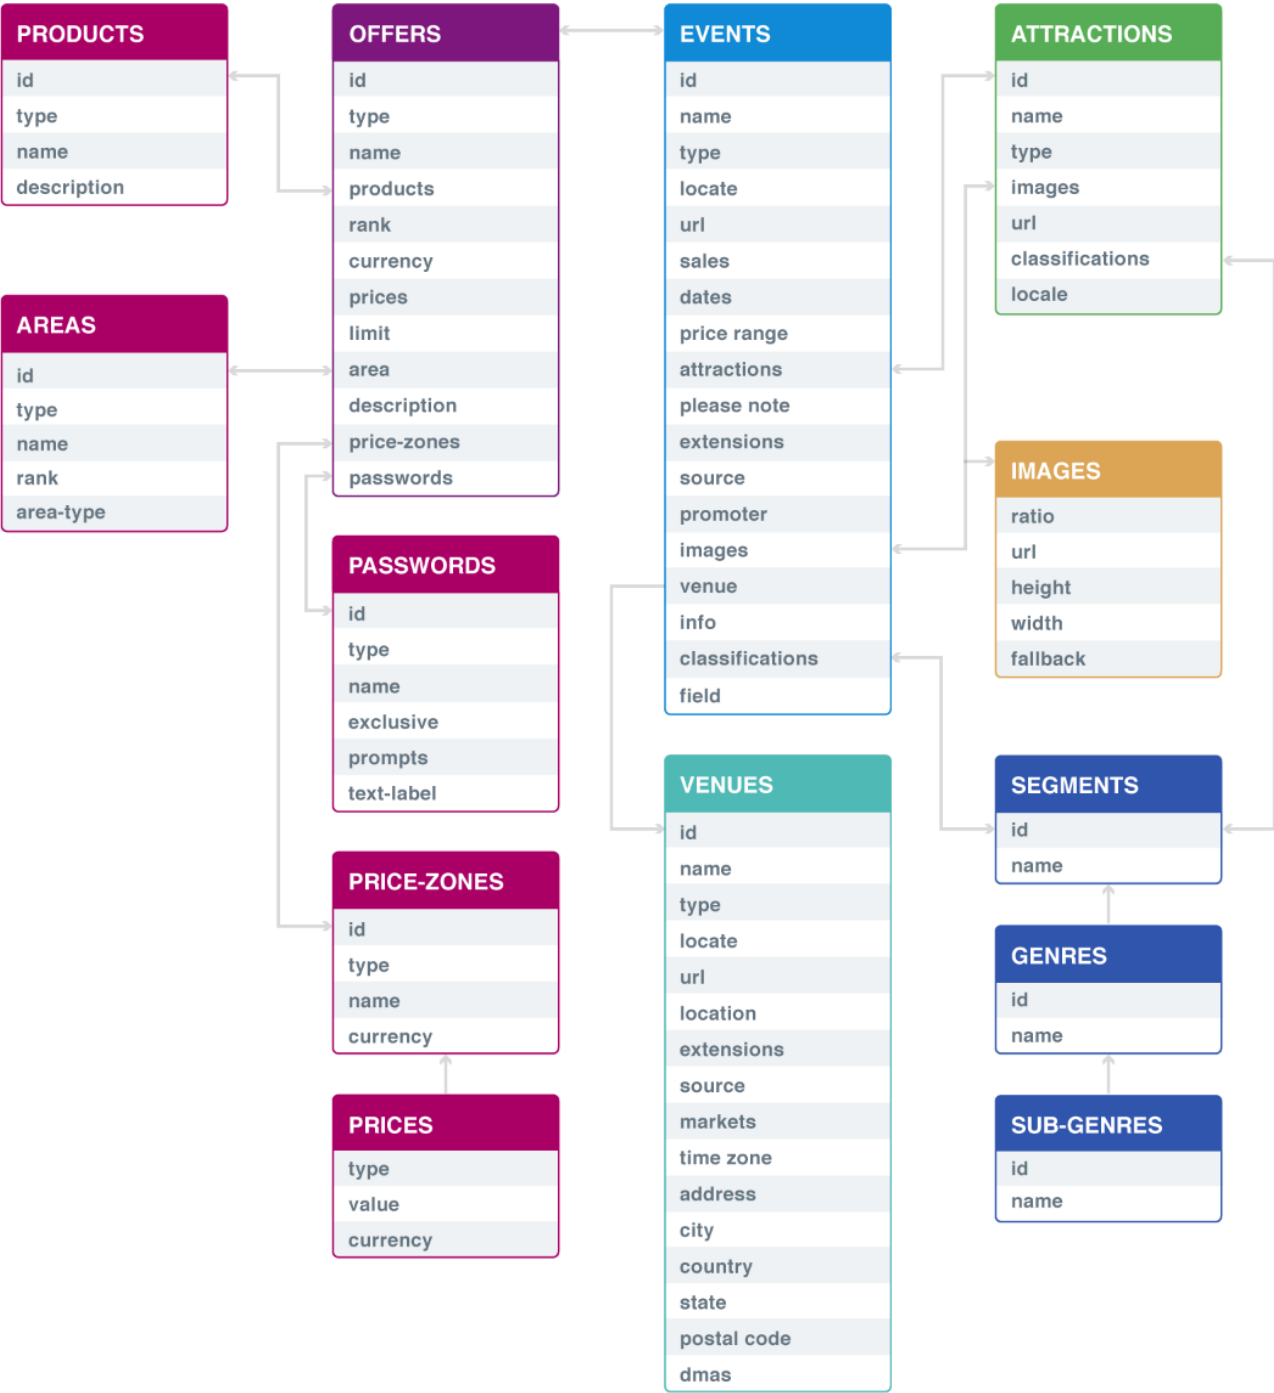 PRODUCTS
id
type
name
description
AREAS
id
type
name
rank
area-type
OFFERS
id
type
name
products
rank
currency
prices
limit
area
description
price-zones
passwords
PASSWORDS
id
type
name
exclusive
prompts
text-label
PRICE-ZONES
id
type
name
currency
PRICES
type
value
currency
EVENTS
id
name
type
locate
url
sales
dates
price range
attractions
please note
extensions
source
promoter
images
venue
info
classifications
field
VENUES
id
name
type
locate
url
location
extensions
source
markets
time zone
address
city
country
state
postal code
dmas
ATTRACTIONS
id
name
type
images
url
classifications
locale
IMAGES
ratio
url
height
width
fallback
SEGMENTS
id
name
GENRES
id
name
SUB-GENRES
id
name